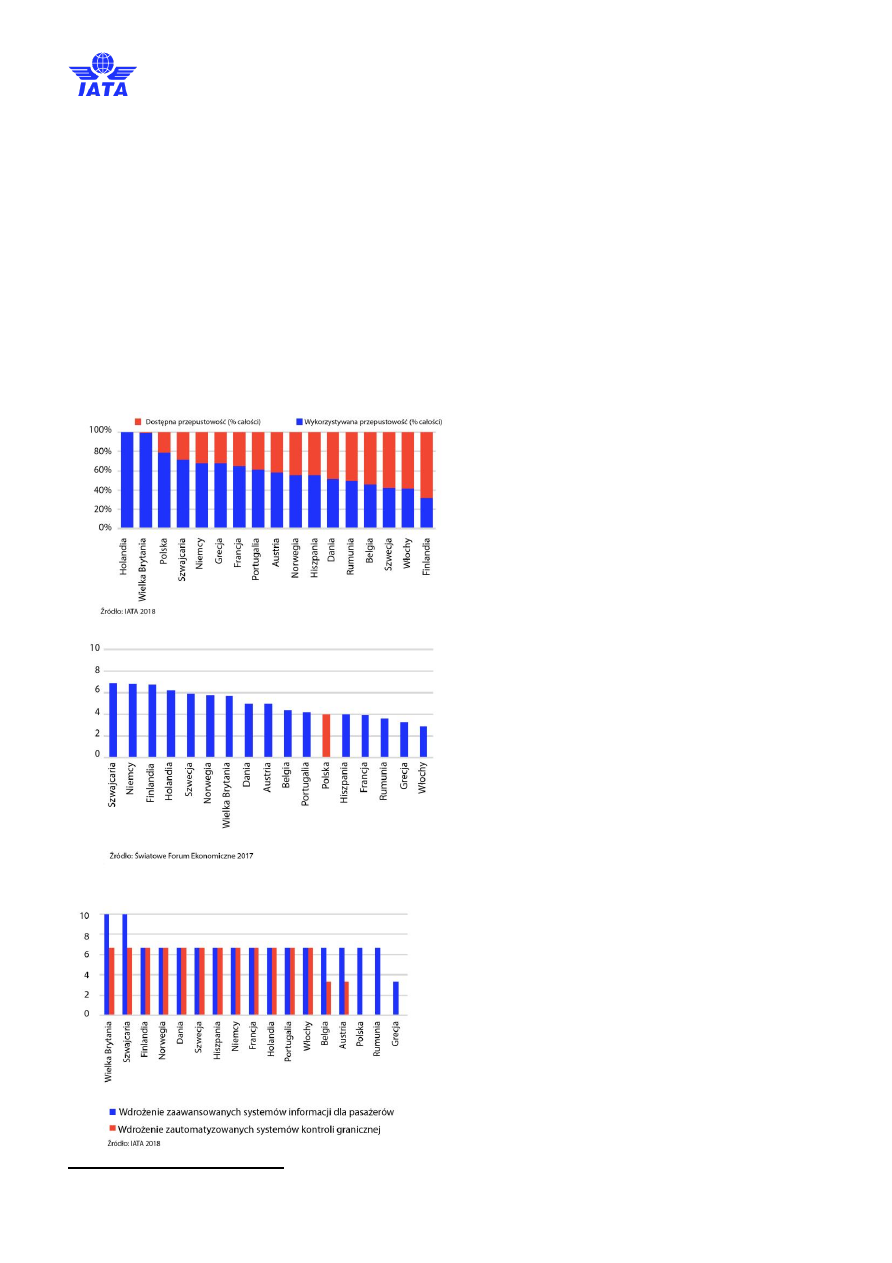 IATA
Dostępna przepustowość (% całości)
Wykorzystywana przepustowość (% całości)
100%
80%
60%
40%
20%
0%
Holandia
Wielka Brytania
Polska
Szwajcaria
Niemcy
Grecja
Francja
Portugalia
Austria
Norwegia
Hiszpania
Dania
Rumunia
Belgia
Szwecja
Włochy
Finlandia
Źródło: IATA 2018
10
8
6
4
2
0
Szwajcaria
Niemcy
Finlandia
Holandia
Szwecja
Norwegia
Wielka Brytania
Dania
Austria
Belgia
Portugalia
Polska
Hiszpania
Francja
Rumunia
Grecja
Włochy
Źródło: Światowe Forum Ekonomiczne 2017
10
8
6
4
2
0
Wielka Brytania
Szwajcaria
Finlandia
Norwegia
Dania
Szwecja
Hiszpania
Niemcy
Francja
Holandia
Portugalia
Włochy
Belgia
Austria
Polska
Rumunia
Grecja
Wdrożenie zaawansowanych systemów informacji dla pasażerów
Wdrożenie zautomatyzowanych systemów kontroli granicznej
Źródło: IATA 2018